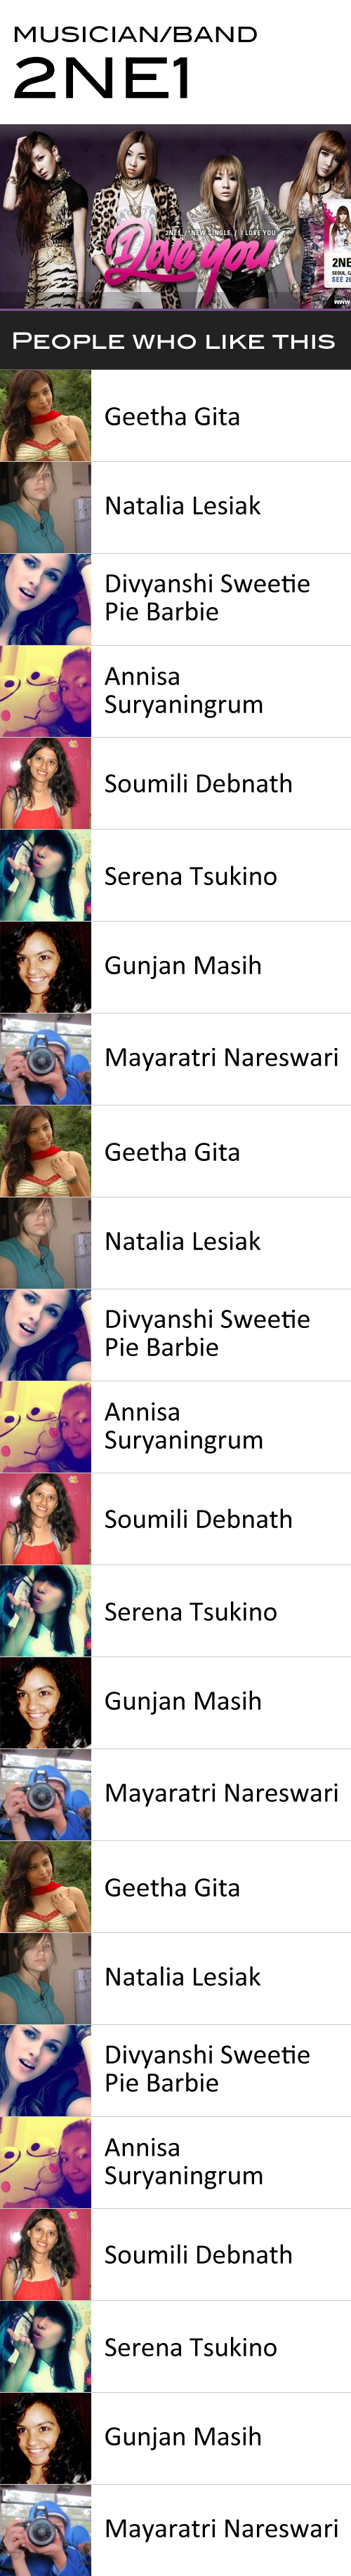 MUSICIAN/BAND
2NE1
2NE1 / NEW SINGLE / I LOVE YOU
I Love you
2NE
SEOUL, C
SEE 20
www.
PEOPLE WHO LIKE THIS
Geetha Gita
Natalia Lesiak
Divyanshi Sweetie
Pie Barbie
Annisa
Suryaningrum
Soumili Debnath
Serena Tsukino
Gunjan Masih
Mayaratri Nareswari
Geetha Gita
Natalia Lesiak
Divyanshi Sweetie
Pie Barbie
Annisa
Suryaningrum
Soumili Debnath
Serena Tsukino
Gunjan Masih
Mayaratri Nareswari
Geetha Gita
Natalia Lesiak
Divyanshi Sweetie
Pie Barbie
Annisa
Suryaningrum
Soumili Debnath
Serena Tsukino
Gunjan Masih
Mayaratri Nareswari